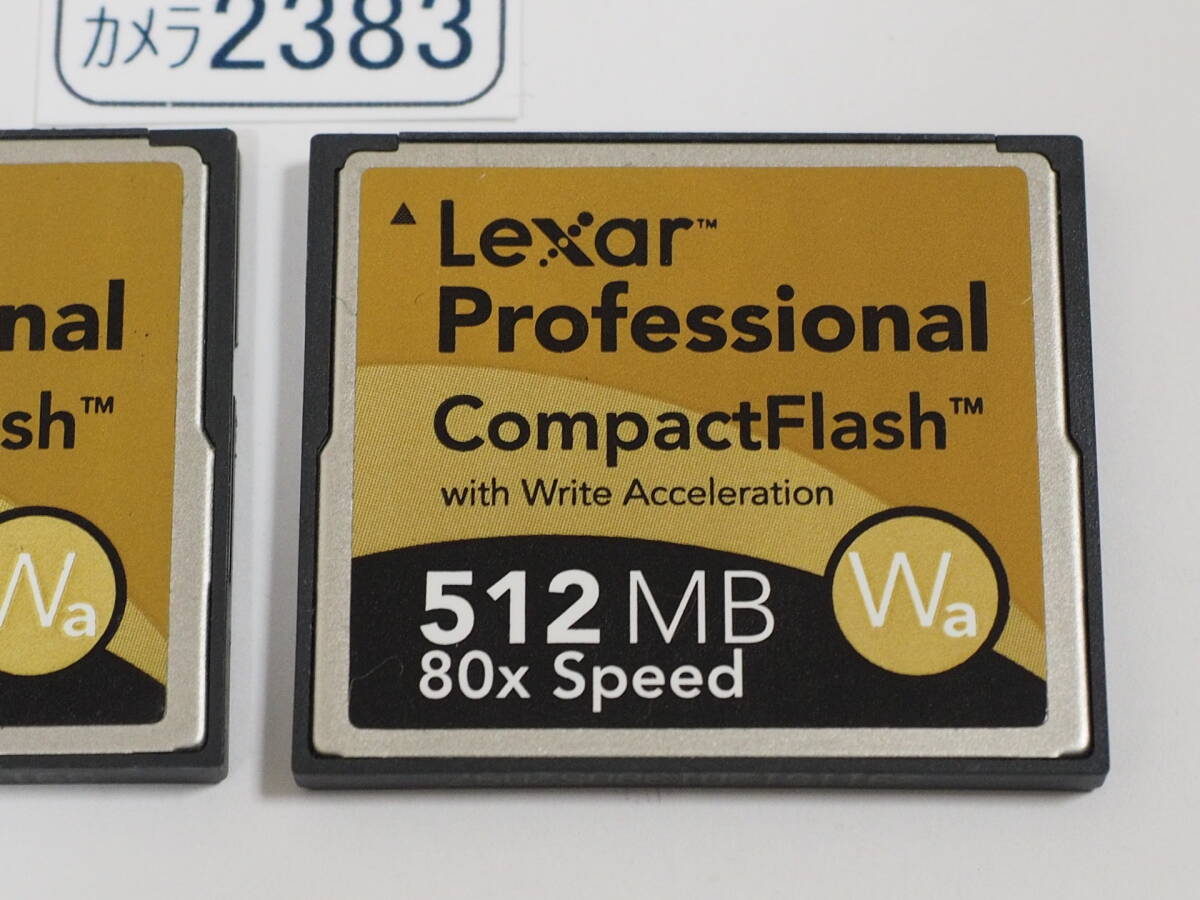 カメラ2383
nal
sh™
Wa
Lexar™
Professional
CompactFlash™
with Write Acceleration
512 MB
80x Speed
Wa